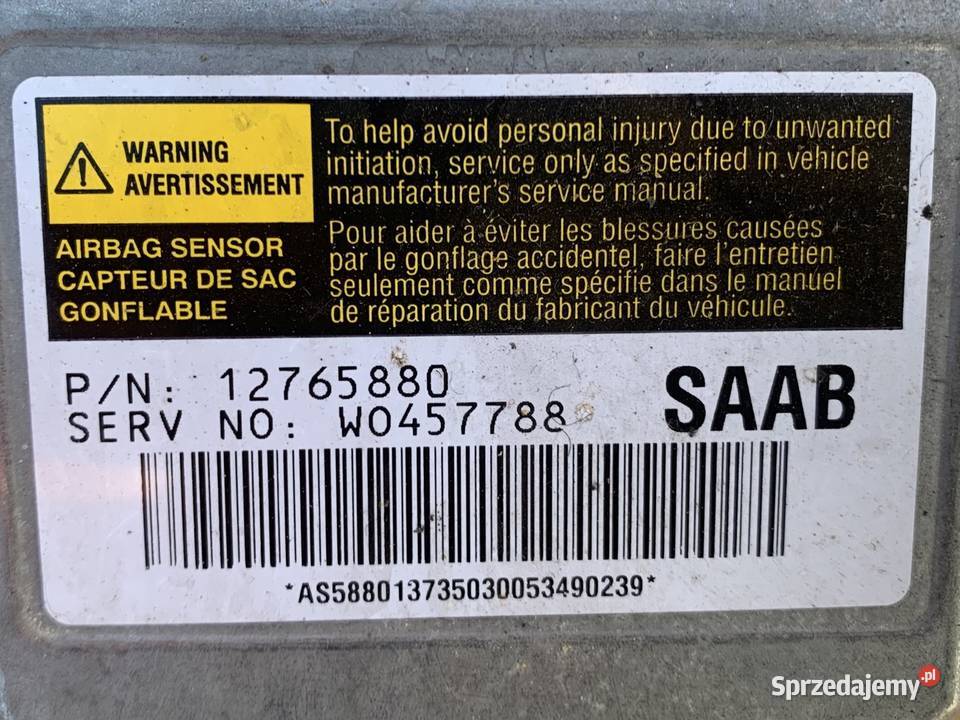 WARNING
AVERTISSEMENT
AIRBAG SENSOR
CAPTEUR DE SAC
GONFLABLE
To help avoid personal injury due to unwanted
initiation, service only as specified in vehicle
manufacturer's service manual.
Pour aider à éviter les blessures causées
par le gonflage accidentel, faire l'entretien
seulement comme spécifie dans le manuel
de réparation du fabricant du véhicule.
P/N: 12765880
SERV NO: W0457788
SAAB
*AS588013735030053490239*
Sprzedajemy.pl